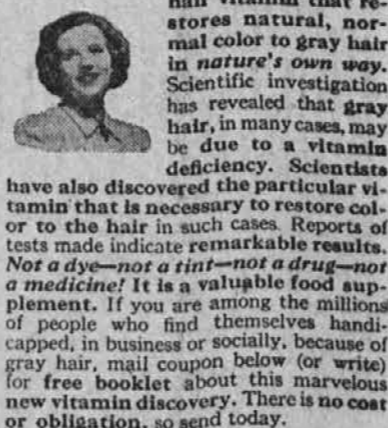 hair vitamin that re-
stores natural, nor-
mal color to gray hair
in nature's own way.
Scientific investigation
has revealed that gray
hair, in many cases, may
be due to a vitamin
deficiency. Scientists
have also discovered the particular vi-
tamin that is necessary to restore col-
or to the hair in such cases. Reports of
tests made indicate remarkable results.
Not a dye—not a tint—not a drug—not
a medicine! It is a valuable food sup-
plement. If you are among the millions
of people who find themselves handi-
capped, in business or socially, because of
gray hair, mail coupon below (or write)
for free booklet about this marvelous
new vitamin discovery. There is no cost
or obligation, so send today.